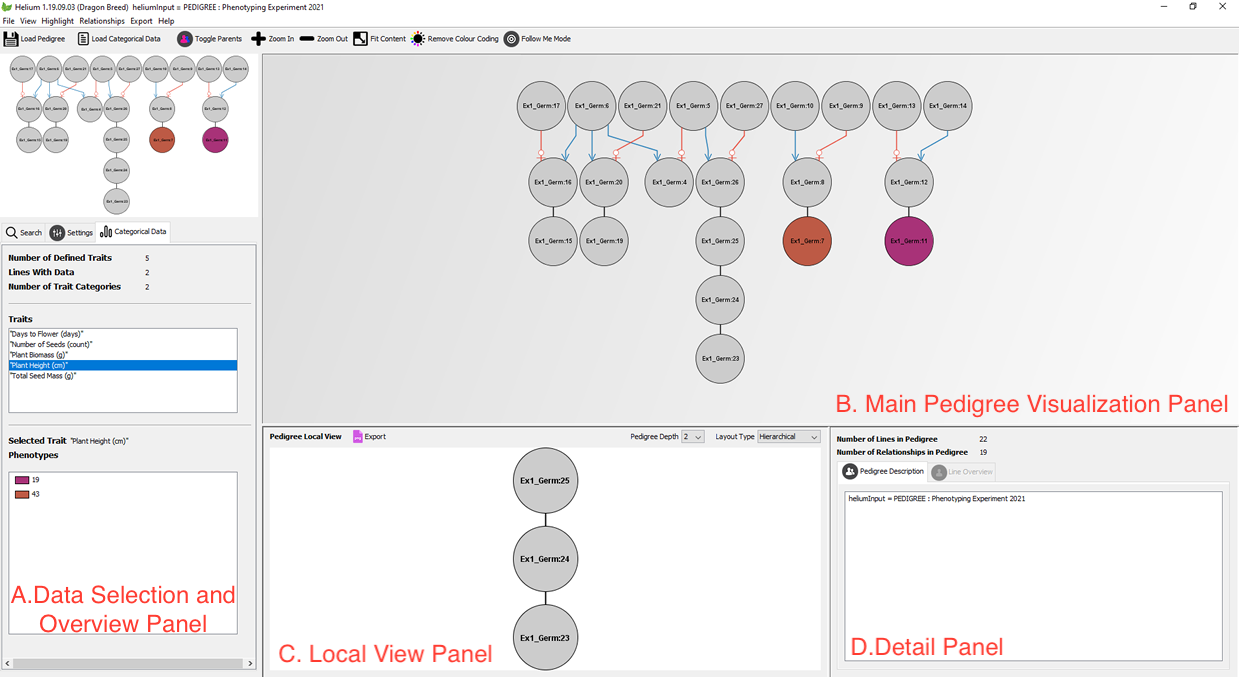 Helium 1.19.09.03 (Dragon Breed) heliumInput = PEDIGREE : Phenotyping Experiment 2021
File View Highlight Relationships Export Help
Load Pedigree Load Categorical Data Toggle Parents Zoom In Zoom Out Fit Content Remove Colour Coding Follow Me Mode
Search Settings Categorical Data
Number of Defined Traits 5
Lines With Data 2
Number of Trait Categories 2
Traits
"Days to Flower (days)"
"Number of Seeds (count)"
"Plant Biomass (g)"
"Plant Height (cm)"
"Total Seed Mass (g)"
Selected Trait "Plant Height (cm)"
Phenotypes
19
43
A.Data Selection and
Overview Panel
Ex1_Germ:17 Ex1_Germ:6 Ex1_Germ:21 Ex1_Germ:5 Ex1_Germ:27 Ex1_Germ:10 Ex1_Germ:9 Ex1_Germ:13 Ex1_Germ:14
Ex1_Germ:16 Ex1_Germ:20 Ex1_Germ:4 Ex1_Germ:26 Ex1_Germ:8 Ex1_Germ:12
Ex1_Germ:15 Ex1_Germ:19 Ex1_Germ:25 Ex1_Germ:7 Ex1_Germ:11
Ex1_Germ:24
Ex1_Germ:23
B. Main Pedigree Visualization Panel
Pedigree Local View Export Pedigree Depth 2 Layout Type Hierarchical
Ex1_Germ:25
Ex1_Germ:24
Ex1_Germ:23
C. Local View Panel
Number of Lines in Pedigree 22
Number of Relationships in Pedigree 19
Pedigree Description Line Overview
heliumInput = PEDIGREE : Phenotyping Experiment 2021
D.Detail Panel